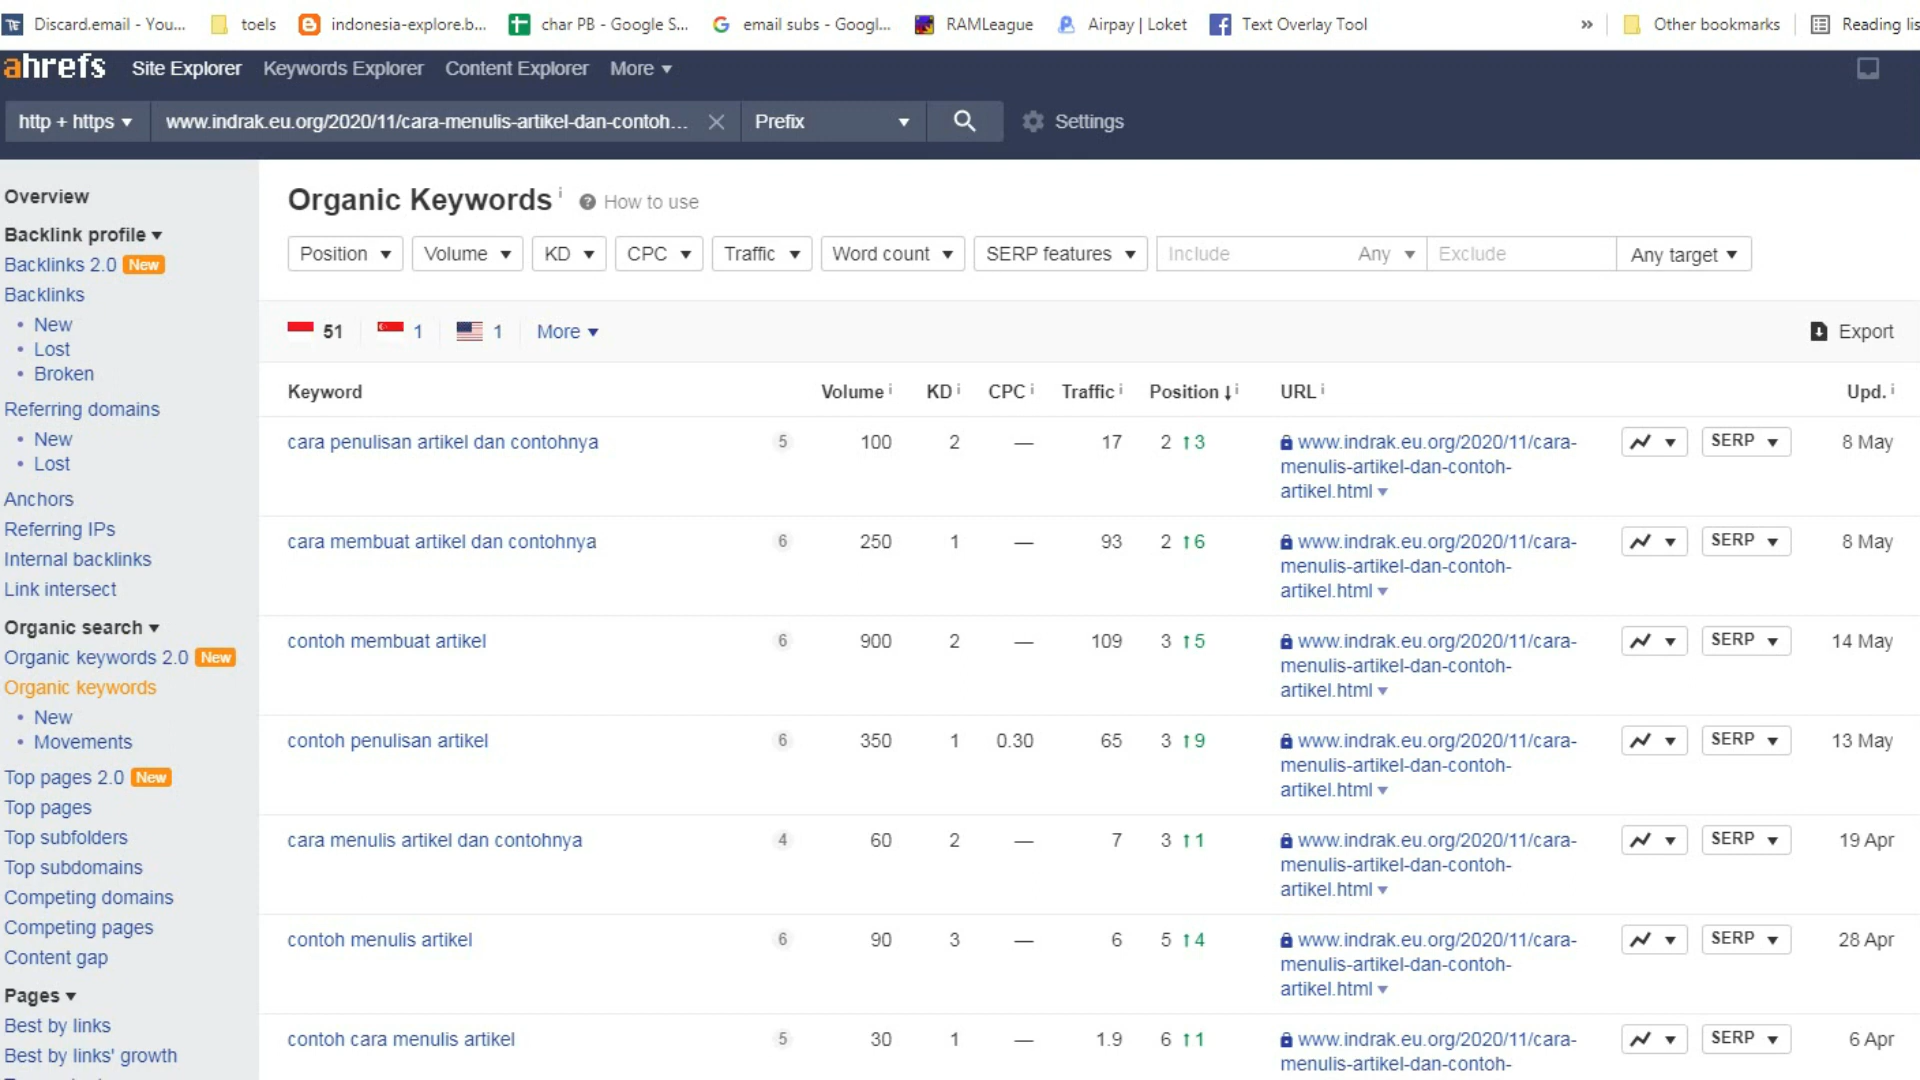 Discard.email - You... toels indonesia-explore.b... char PB - Google S... email subs - Googl... RAMLeague Airpay | Loket Text Overlay Tool » Other bookmarks Reading lis
ahrefs Site Explorer Keywords Explorer Content Explorer More
http + https www.indrak.eu.org/2020/11/cara-menulis-artikel-dan-contoh... Prefix Settings
Overview
Backlink profile
Backlinks 2.0 New
Backlinks
• New
• Lost
• Broken
Referring domains
• New
• Lost
Anchors
Referring IPs
Internal backlinks
Link intersect
Organic search
Organic keywords 2.0 New
Organic keywords
• New
• Movements
Top pages 2.0 New
Top pages
Top subfolders
Top subdomains
Competing domains
Competing pages
Content gap
Pages
Best by links
Best by links' growth
Organic Keywords i ? How to use
Position Volume KD CPC Traffic Word count SERP features Include Any Exclude Any target
51 1 1 More Export
Keyword Volume i KD i CPC i Traffic i Position ↓ i URL i Upd. i
cara penulisan artikel dan contohnya 5 100 2 — 17 2 ↑3 www.indrak.eu.org/2020/11/cara- SERP 8 May
menulis-artikel-dan-contoh-
artikel.html
cara membuat artikel dan contohnya 6 250 1 — 93 2 ↑6 www.indrak.eu.org/2020/11/cara- SERP 8 May
menulis-artikel-dan-contoh-
artikel.html
contoh membuat artikel 6 900 2 — 109 3 ↑5 www.indrak.eu.org/2020/11/cara- SERP 14 May
menulis-artikel-dan-contoh-
artikel.html
contoh penulisan artikel 6 350 1 0.30 65 3 ↑9 www.indrak.eu.org/2020/11/cara- SERP 13 May
menulis-artikel-dan-contoh-
artikel.html
cara menulis artikel dan contohnya 4 60 2 — 7 3 ↑1 www.indrak.eu.org/2020/11/cara- SERP 19 Apr
menulis-artikel-dan-contoh-
artikel.html
contoh menulis artikel 6 90 3 — 6 5 ↑4 www.indrak.eu.org/2020/11/cara- SERP 28 Apr
menulis-artikel-dan-contoh-
artikel.html
contoh cara menulis artikel 5 30 1 — 1.9 6 ↑1 www.indrak.eu.org/2020/11/cara- SERP 6 Apr
menulis-artikel-dan-contoh-